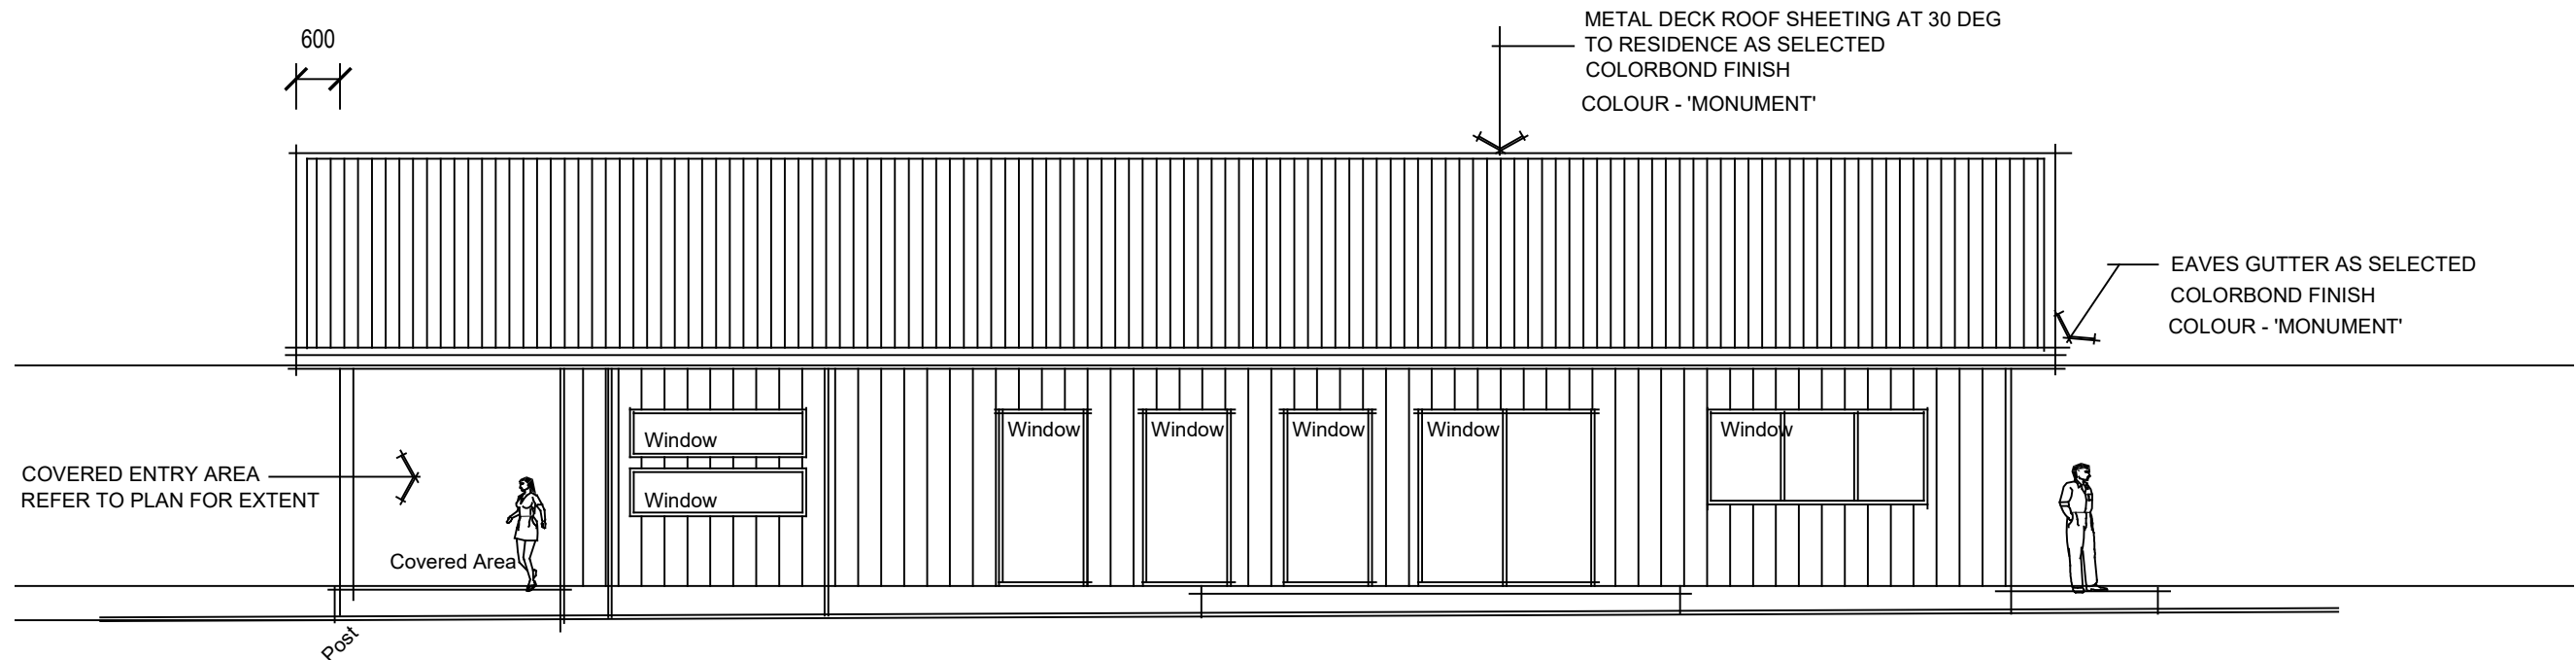 600
METAL DECK ROOF SHEETING AT 30 DEG
TO RESIDENCE AS SELECTED
COLORBOND FINISH
COLOUR - 'MONUMENT'
EAVES GUTTER AS SELECTED
COLORBOND FINISH
COLOUR - 'MONUMENT'
Window
Window
Window
Window
Window
Window
Window
COVERED ENTRY AREA
REFER TO PLAN FOR EXTENT
Covered Area
Post